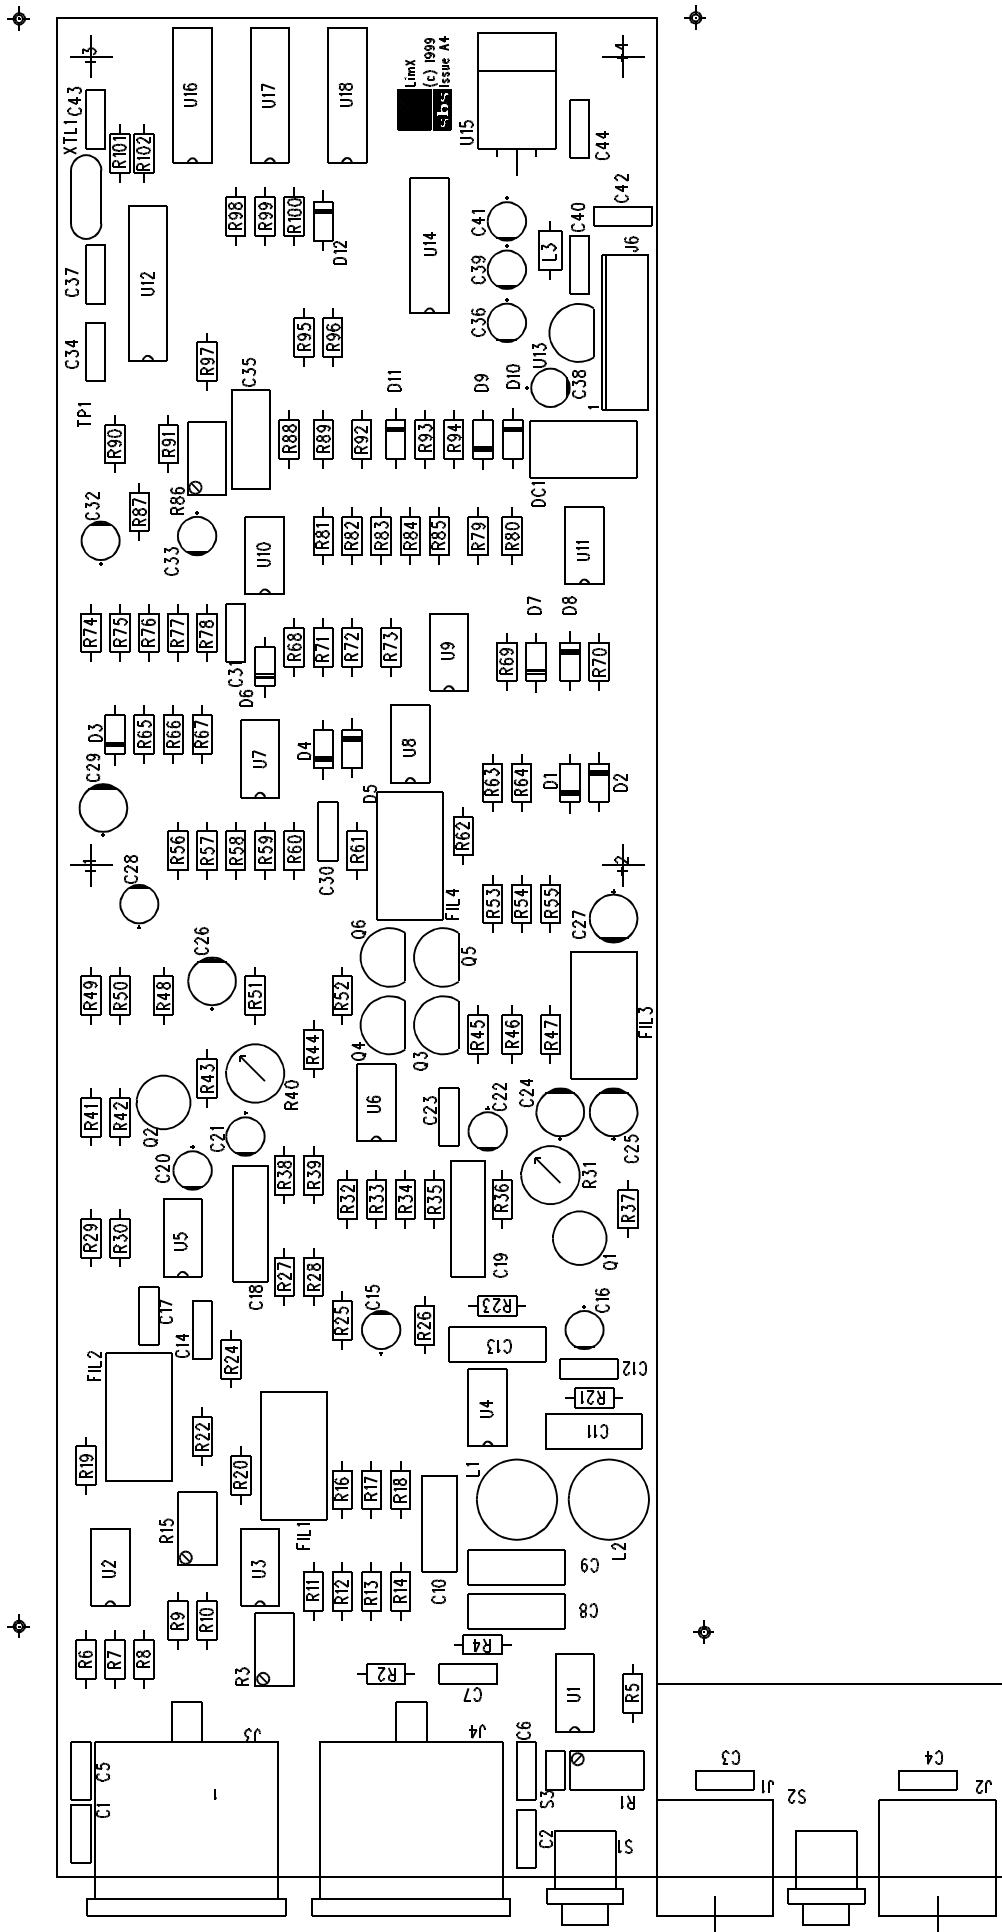 3
4
C43
XTL1
R101
R102
U16
U17
U18
LimX
(c) 1999
Issue A4
sbs
U15
C44
C42
R98
R99
R100
D12
U14
C41
C39
C36
L3
C40
J6
C37
U12
C34
R97
R95
R96
C35
D11
D9
D10
U13
C38
1
TP1
R90
R91
R86
R88
R89
R92
R93
R94
DC1
C32
R87
C33
U10
R81
R82
R83
R84
R85
R79
R80
U11
R74
R75
R76
R77
R78
C31
D6
R68
R71
R72
R73
U9
R69
D7
D8
R70
D3
R65
R66
R67
U7
D4
D5
U8
C29
R63
R64
D1
D2
R56
R57
R58
R59
R60
C30
R61
R62
1
2
C28
FIL4
R53
R54
R55
C27
C26
Q6
Q5
R49
R50
R48
R51
R52
Q4
Q3
R45
R46
R47
FIL3
R44
R43
R40
R41
R42
Q2
C21
C20
U6
C23
C22
C24
C25
R38
R39
R32
R33
R34
R35
R36
R31
R37
R29
R30
U5
C18
R27
R28
C19
Q1
C17
C14
R24
R25
C15
R26
R23
C13
C16
C12
FIL2
U4
R21
C11
R19
R22
R20
FIL1
R16
R17
R18
L1
L2
R15
U2
U3
R11
R12
R13
R14
C10
C9
C8
R9
R10
R6
R7
R8
R3
R2
R4
C7
U1
R5
J3
J4
C6
C5
C1
1
S3
C2
R1
S1
C3
J1
S2
C4
J2